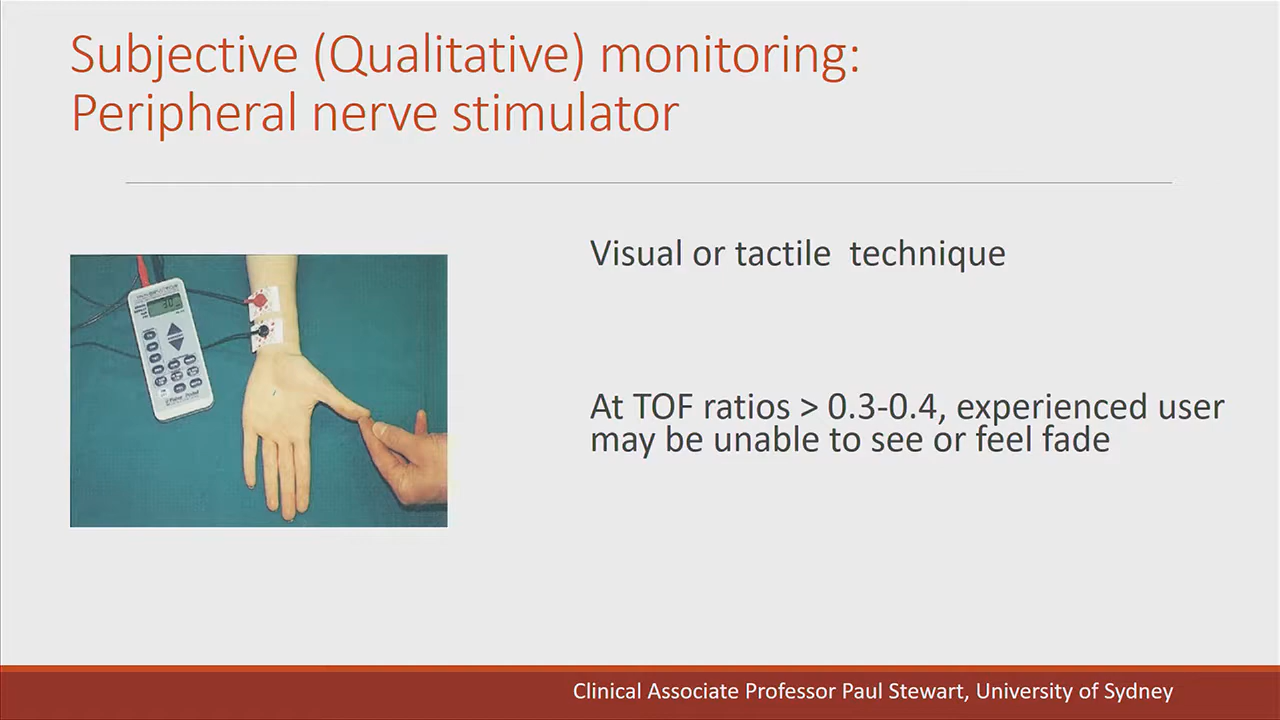 Subjective (Qualitative) monitoring:
Peripheral nerve stimulator
Visual or tactile technique
At TOF ratios > 0.3-0.4, experienced user
may be unable to see or feel fade
Clinical Associate Professor Paul Stewart, University of Sydney